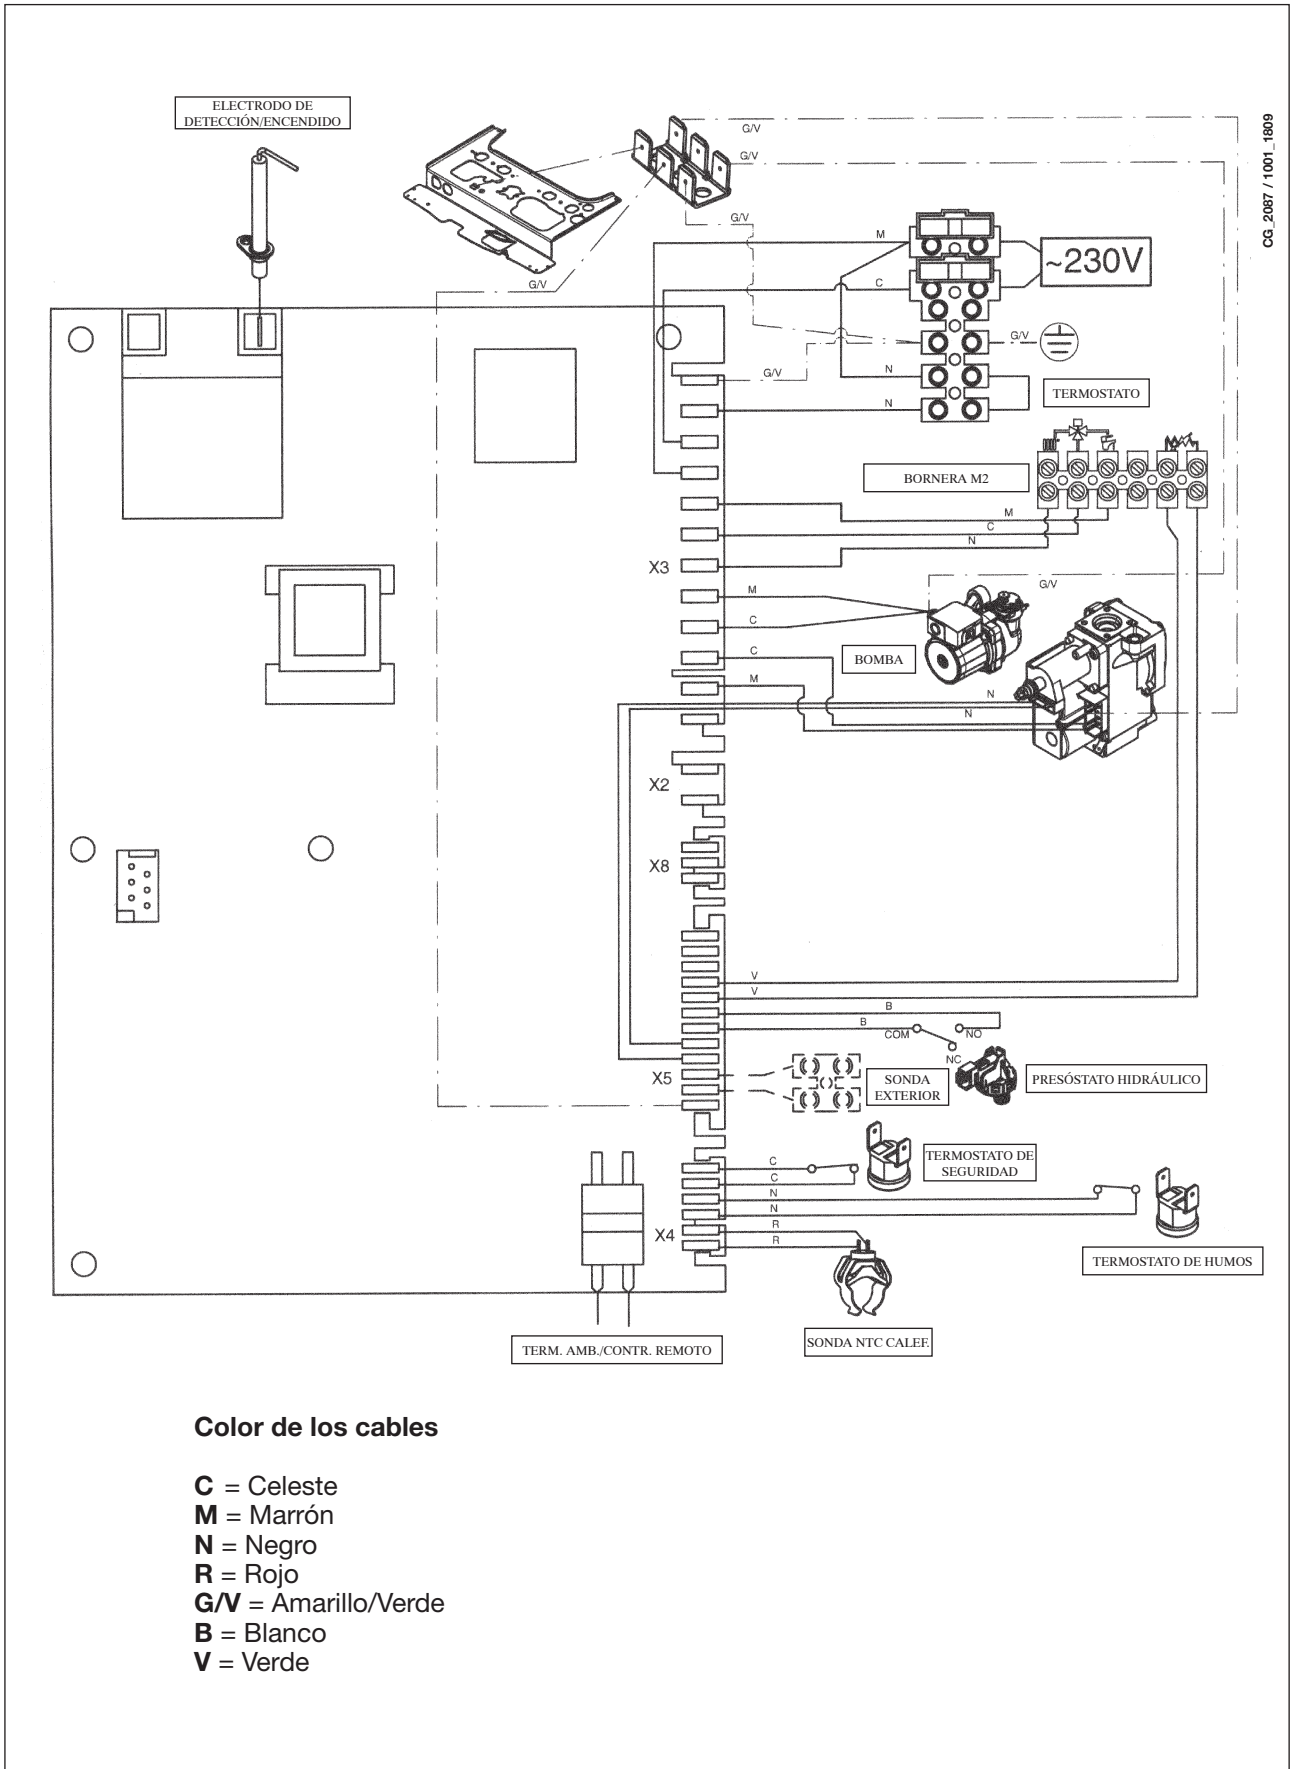 ELECTRODO DE
DETECCIÓN/ENCENDIDO
CG_2087 / 1001_1809
G/V
G/V
G/V
M
~230V
C
G/V
G/V
G/V
N
TERMOSTATO
N
BORNERA M2
M
C
N
X3
G/V
M
C
BOMBA
C
M
N
N
X2
X8
V
V
B
B
COM
NO
NC
X5
SONDA
EXTERIOR
PRESÓSTATO HIDRÁULICO
C
C
TERMOSTATO DE
SEGURIDAD
N
N
R
X4
R
TERMOSTATO DE HUMOS
TERM. AMB./CONTR. REMOTO
SONDA NTC CALEF.
Color de los cables
C = Celeste
M = Marrón
N = Negro
R = Rojo
G/V = Amarillo/Verde
B = Blanco
V = Verde